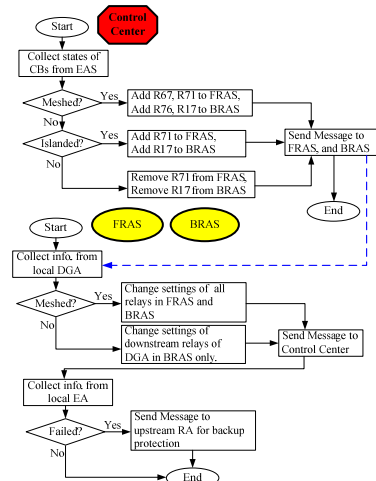 Start
Control
Center
Collect states of
CBs from EAS
Meshed?
Yes
Add R67, R71 to FRAS,
Add R76, R17 to BRAS
No
Islanded?
Yes
Add R71 to FRAS,
Add R17 to BRAS
Send Message to
FRAS, and BRAS
No
Remove R71 from FRAS,
Remove R17 from BRAS
End
Start
FRAS
BRAS
Collect info. from
local DGA
Meshed?
Yes
Change settings of all
relays in FRAS and
BRAS
No
Change settings of
downstream relays of
DGA in BRAS only.
Send Message to
Control Center
Collect info. from
local EA
Failed?
Yes
Send Message to
upstream RA for backup
protection
No
End